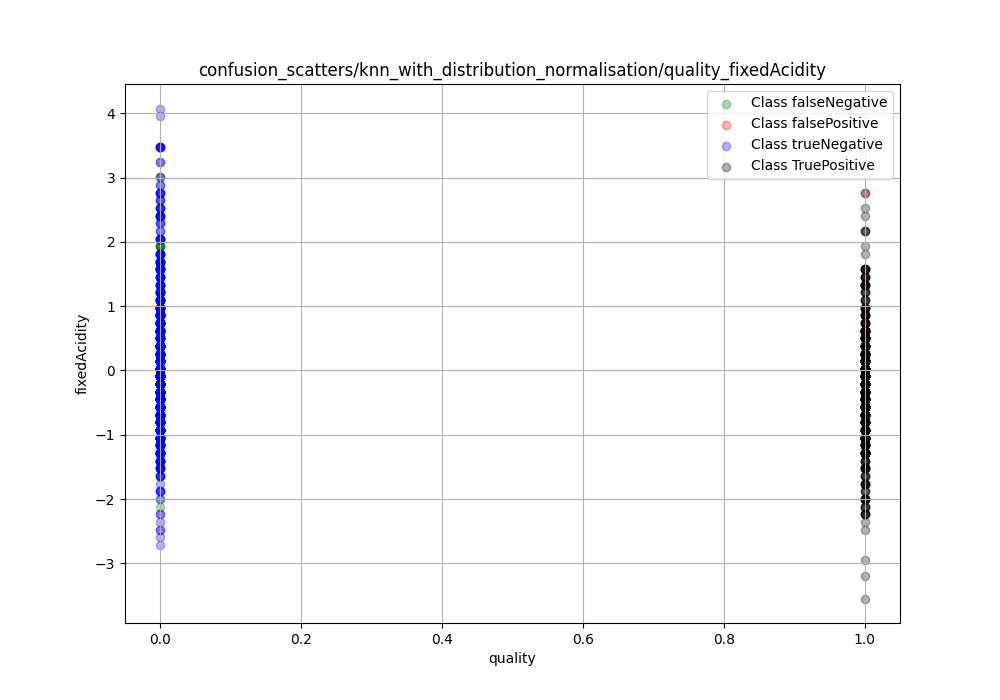 confusion_scatters/knn_with_distribution_normalisation/quality_fixedAcidity
Class falseNegative
Class falsePositive
Class trueNegative
Class TruePositive
fixedAcidity
4
3
2
1
0
−1
−2
−3
0.0
0.2
0.4
0.6
0.8
1.0
quality